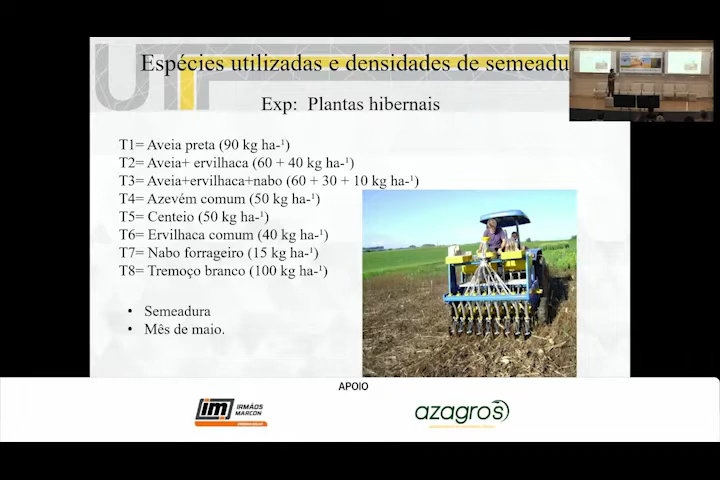 Espécies utilizadas e densidades de semeadu
Exp: Plantas hibernais
T1= Aveia preta (90 kg ha-¹)
T2= Aveia+ ervilhaca (60 + 40 kg ha-¹)
T3= Aveia+ervilhaca+nabo (60 + 30 + 10 kg ha-¹)
T4= Azevém comum (50 kg ha-¹)
T5= Centeio (50 kg ha-¹)
T6= Ervilhaca comum (40 kg ha-¹)
T7= Nabo forrageiro (15 kg ha-¹)
T8= Tremoço branco (100 kg ha-¹)
• Semeadura
• Mês de maio.
APOIO
im IRMÃOS
MARCON
azagros